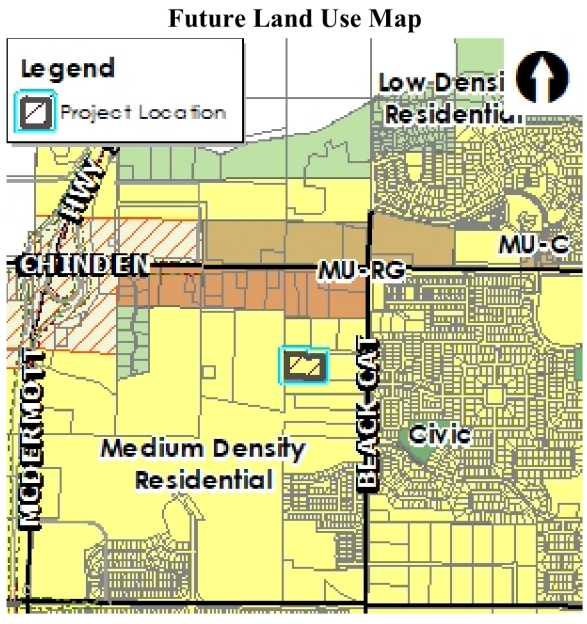 Future Land Use Map
Legend
Project Location
Low-Densi
Residential
HWY
MU-C
CHINDEN
MU-RG
MCDERMOTT
BLACK CAT
Civic
Medium Density
Residential